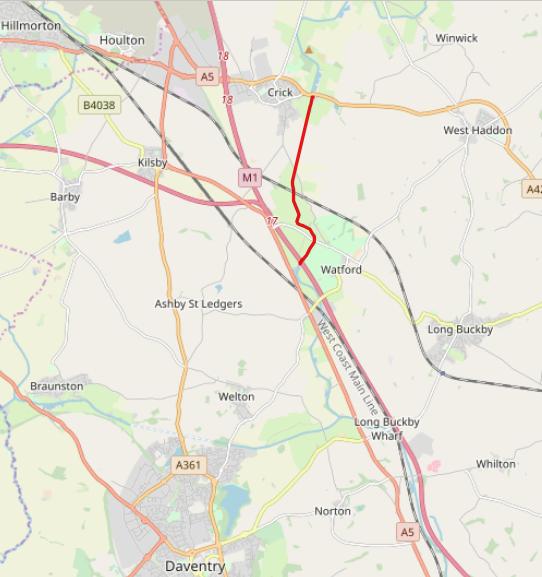 Hillmorton
Houlton
Winwick
18
A5
Crick
18
B4038
West Haddon
Kilsby
M1
Barby
17
Watford
Ashby St Ledgers
West Coast Main Line
Long Buckby
Braunston
Welton
Long Buckby
Wharf
A361
Whilton
Norton
A5
Daventry